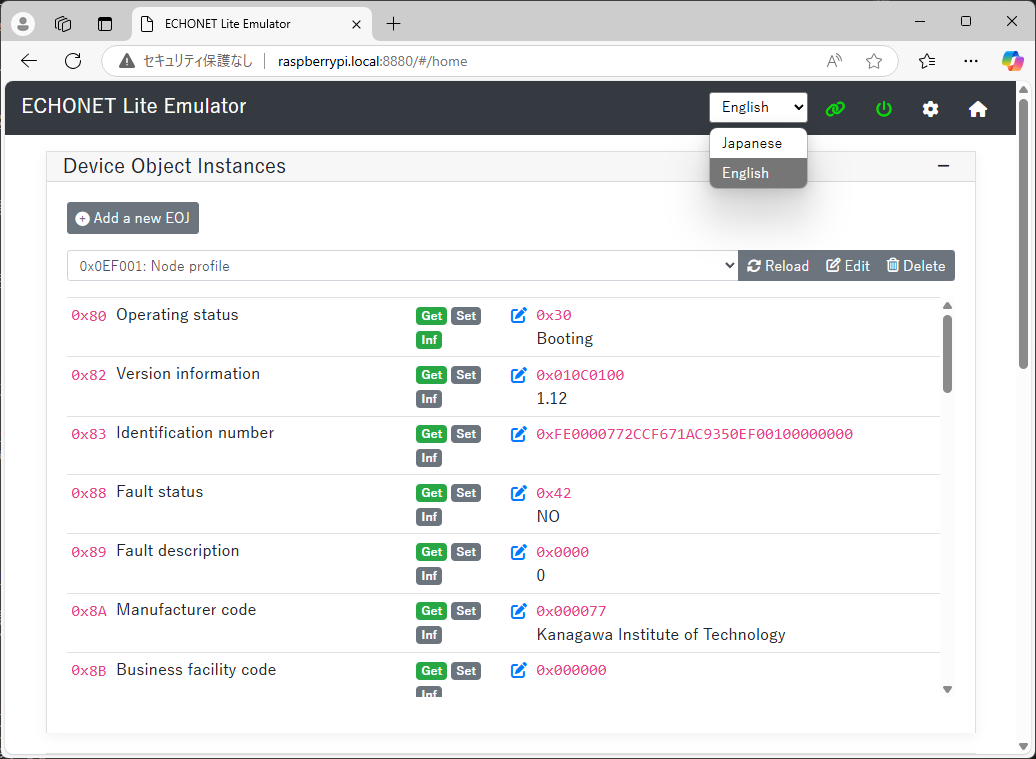 ECHONET Lite Emulator
セキュリティ保護なし raspberrypi.local:8880/#/home
ECHONET Lite Emulator English
Japanese
English
Device Object Instances
Add a new EOJ
0x0EF001: Node profile Reload Edit Delete
0x80 Operating status Get Set 0x30
Inf Booting
0x82 Version information Get Set 0x010C0100
Inf 1.12
0x83 Identification number Get Set 0xFE0000772CCF671AC9350EF00100000000
Inf
0x88 Fault status Get Set 0x42
Inf NO
0x89 Fault description Get Set 0x0000
Inf 0
0x8A Manufacturer code Get Set 0x000077
Inf Kanagawa Institute of Technology
0x8B Business facility code Get Set 0x000000
Inf